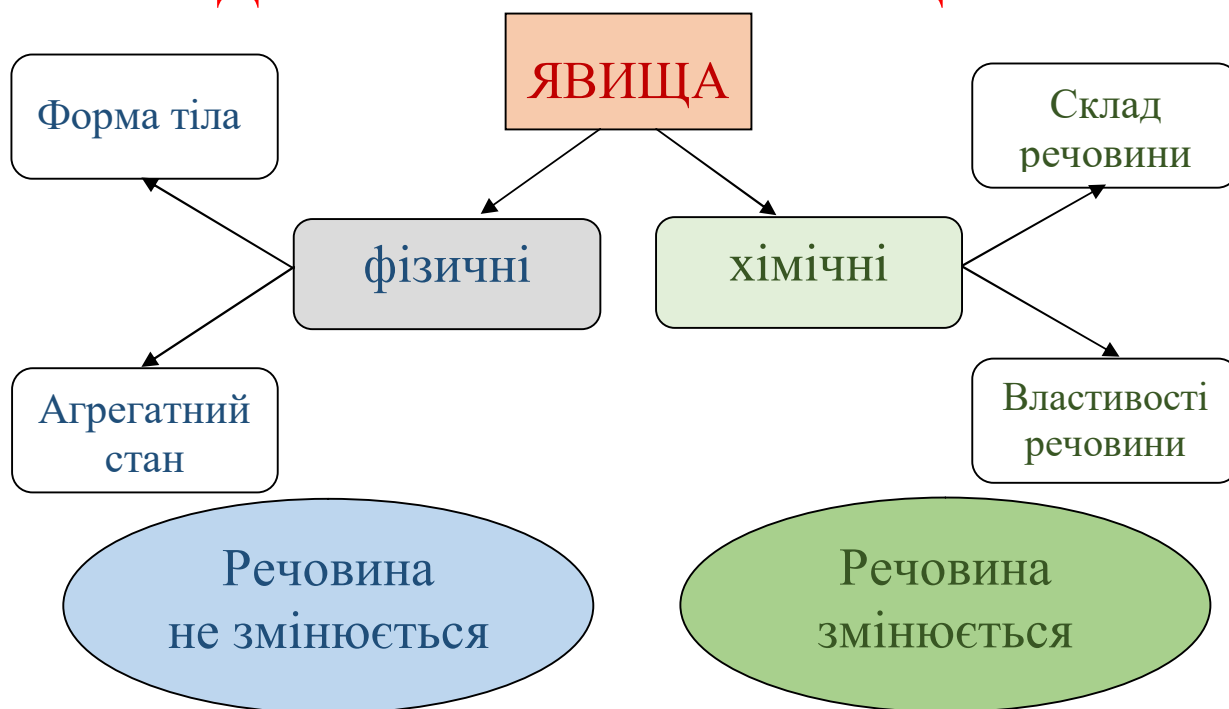 ЯВИЩА
Форма тіла
Склад
речовини
фізичні
хімічні
Агрегатний
стан
Властивості
речовини
Речовина
не змінюється
Речовина
змінюється